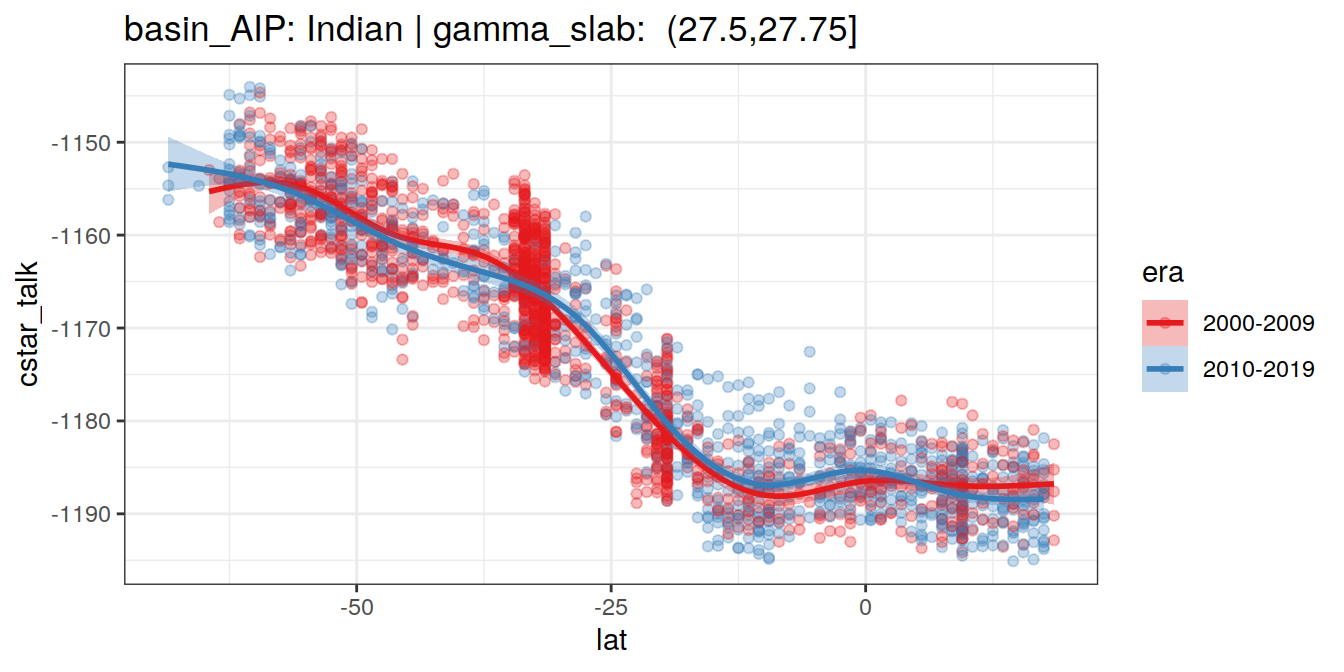 basin_AIP: Indian | gamma_slab:  (27.5,27.75]
cstar_talk
-1150
-1160
-1170
-1180
-1190
-50
-25
0
lat
era
2000-2009
2010-2019